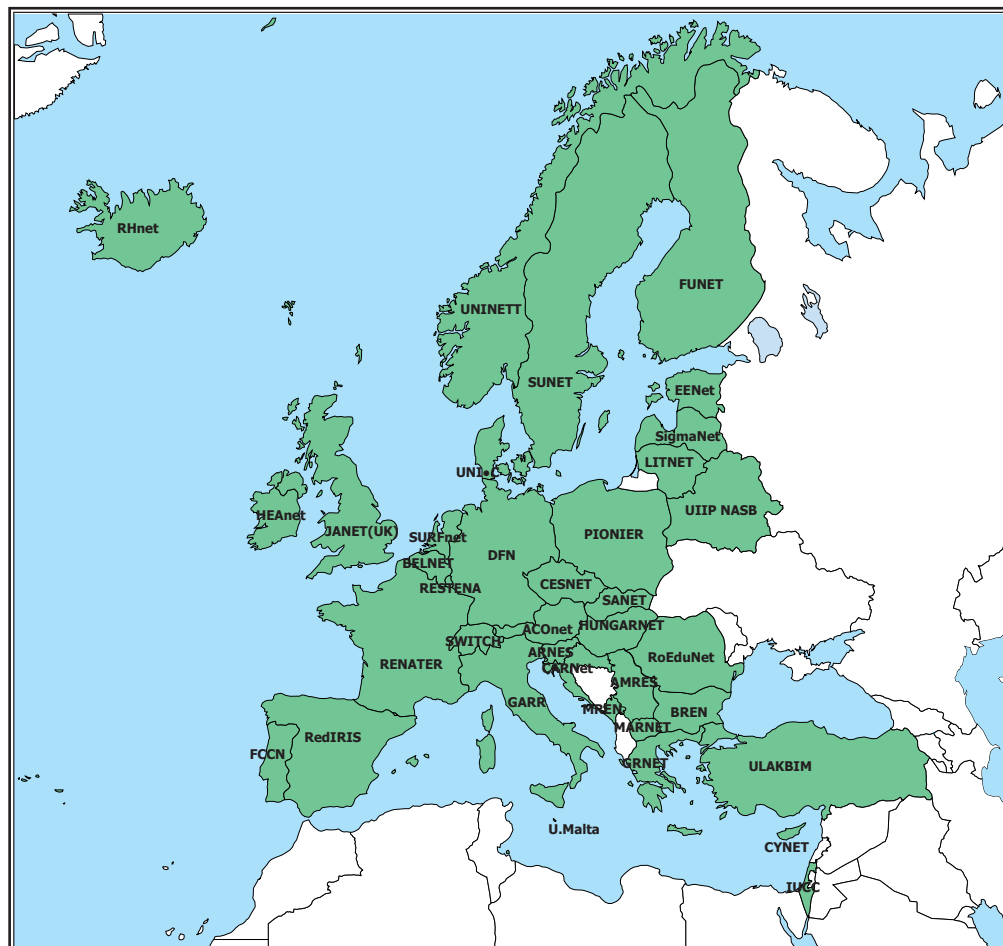 RHnet
FUNET
UNINETT
SUNET
EENet
SigmaNet
LITNET
UNI•C
UIIP NASB
HEAnet
JANET(UK)
SURFnet
PIONIER
DFN
BELNET
CESNET
RESTENA
SANET
HUNGARNET
ACOnet
SWITCH
ARNES
RoEduNet
RENATER
CARNet
AMRES
GARR
MREN
BREN
MARNET
RedIRIS
FCCN
GRNET
ULAKBIM
U.Malta
CYNET
IUCC